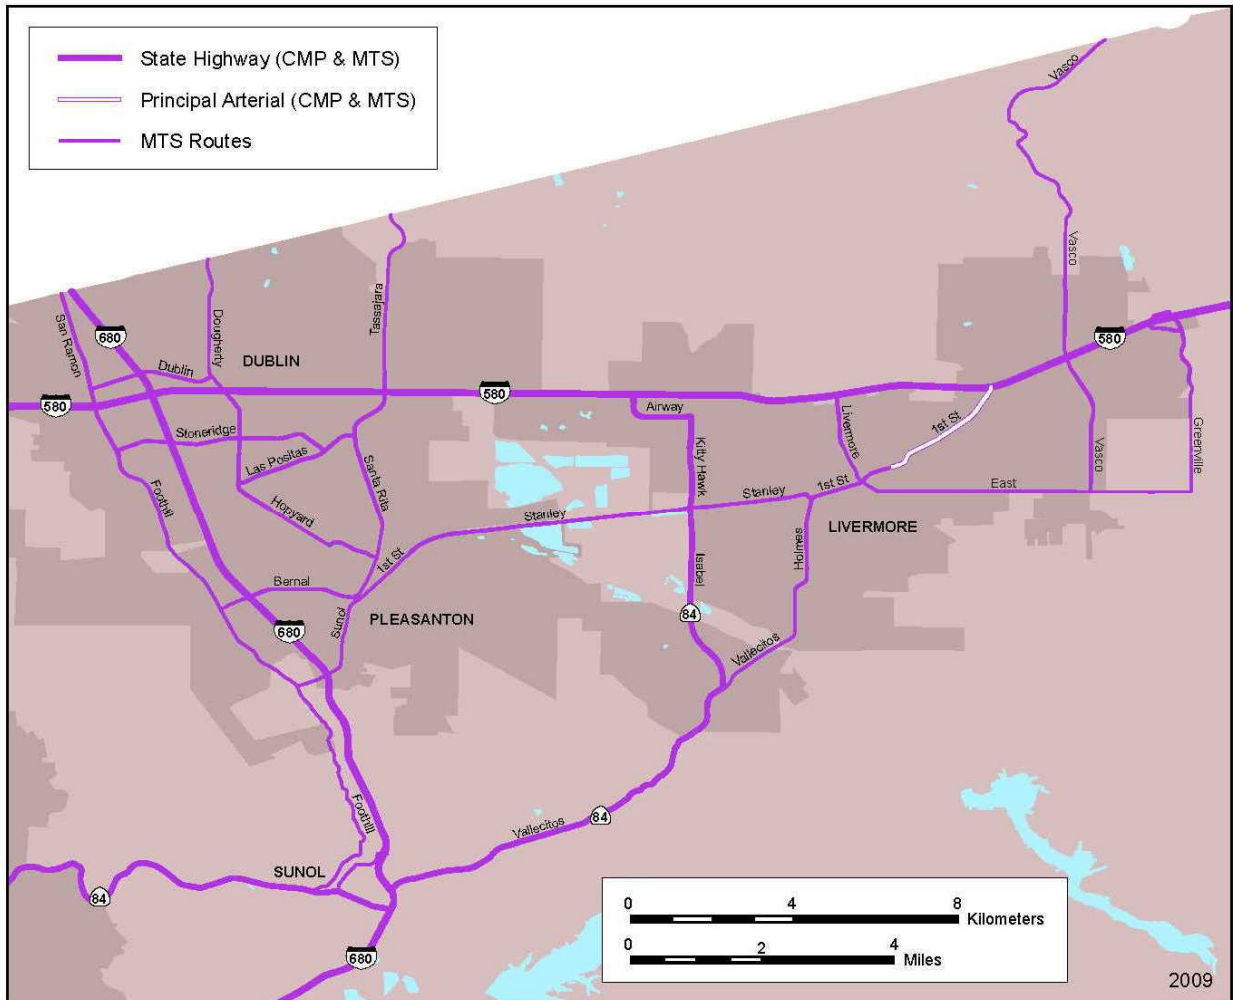 State Highway (CMP & MTS)
Principal Arterial (CMP & MTS)
MTS Routes
Vasco
Vasco
Tassajara
Dougherty
San Ramon
680
580
Dublin
DUBLIN
580
580
Airway
Livermore
1st St
Stoneridge
Las Positas
Santa Rita
Kitty Hawk
Vasco
Greenville
Foothill
Hopyard
Stanley
Stanley
1st St
East
LIVERMORE
Holmes
1st St
Isabel
Bernal
Sunol
PLEASANTON
84
680
Vallecitos
Foothill
Vallecitos
84
SUNOL
84
680
0 4 8
Kilometers
0 2 4
Miles
2009